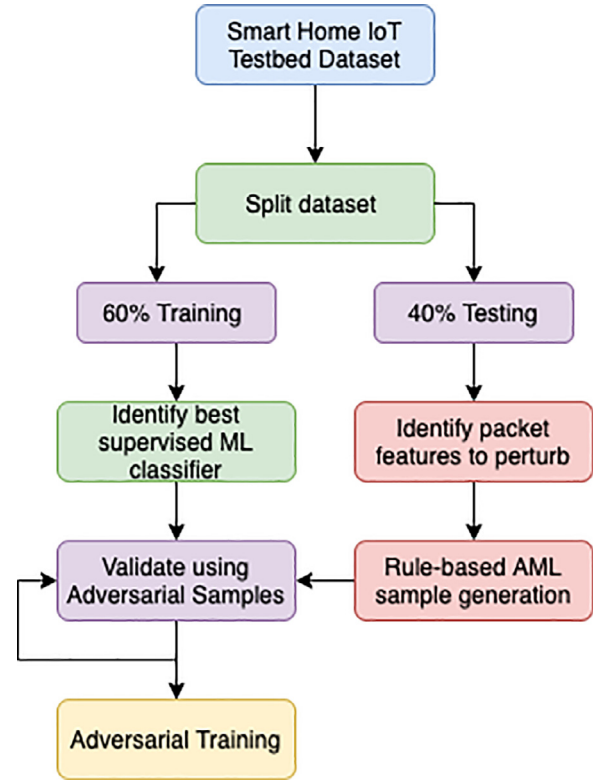 Smart Home IoT
Testbed Dataset
Split dataset
60% Training
40% Testing
Identify best
supervised ML
classifier
Identify packet
features to perturb
Validate using
Adversarial Samples
Rule-based AML
sample generation
Adversarial Training